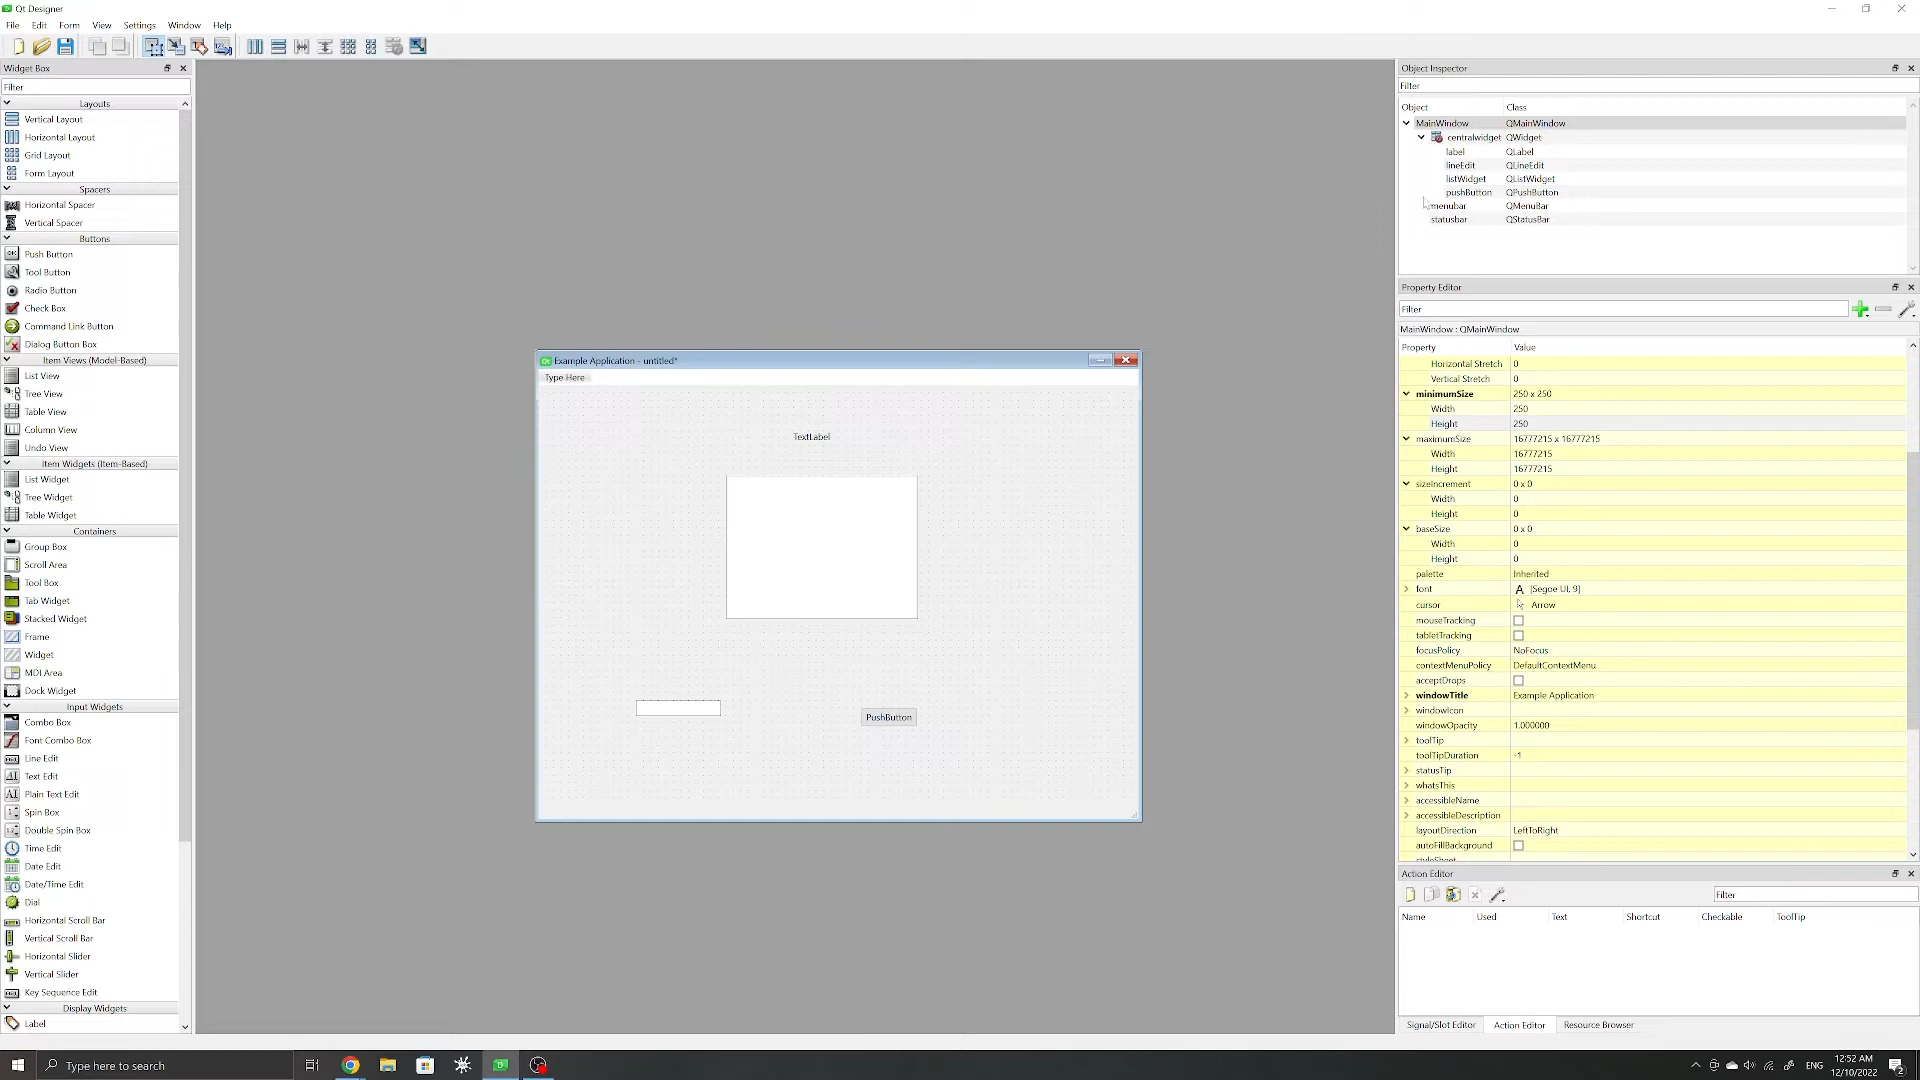 Qt Designer
File Edit Form View Settings Window Help
Widget Box
Filter
Layouts
Vertical Layout
Horizontal Layout
Grid Layout
Form Layout
Spacers
Horizontal Spacer
Vertical Spacer
Buttons
Push Button
Tool Button
Radio Button
Check Box
Command Link Button
Dialog Button Box
Item Views (Model-Based)
List View
Tree View
Table View
Column View
Undo View
Item Widgets (Item-Based)
List Widget
Tree Widget
Table Widget
Containers
Group Box
Scroll Area
Tool Box
Tab Widget
Stacked Widget
Frame
Widget
MDI Area
Dock Widget
Input Widgets
Combo Box
Font Combo Box
Line Edit
Text Edit
Plain Text Edit
Spin Box
Double Spin Box
Time Edit
Date Edit
Date/Time Edit
Dial
Horizontal Scroll Bar
Vertical Scroll Bar
Horizontal Slider
Vertical Slider
Key Sequence Edit
Display Widgets
Label
Example Application - untitled*
Type Here
TextLabel
PushButton
Object Inspector
Filter
Object Class
MainWindow QMainWindow
centralwidget QWidget
label QLabel
lineEdit QLineEdit
listWidget QListWidget
pushButton QPushButton
menubar QMenuBar
statusbar QStatusBar
Property Editor
Filter
MainWindow : QMainWindow
Property Value
Horizontal Stretch 0
Vertical Stretch 0
minimumSize 250 x 250
Width 250
Height 250
maximumSize 16777215 x 16777215
Width 16777215
Height 16777215
sizeIncrement 0 x 0
Width 0
Height 0
baseSize 0 x 0
Width 0
Height 0
palette Inherited
font A [Segoe UI, 9]
cursor Arrow
mouseTracking
tabletTracking
focusPolicy NoFocus
contextMenuPolicy DefaultContextMenu
acceptDrops
windowTitle Example Application
windowIcon
windowOpacity 1.000000
toolTip
toolTipDuration -1
statusTip
whatsThis
accessibleName
accessibleDescription
layoutDirection LeftToRight
autoFillBackground
styleSheet
Action Editor
Filter
Name Used Text Shortcut Checkable ToolTip
Signal/Slot Editor Action Editor Resource Browser
Type here to search
ENG
12:52 AM
12/10/2022
2